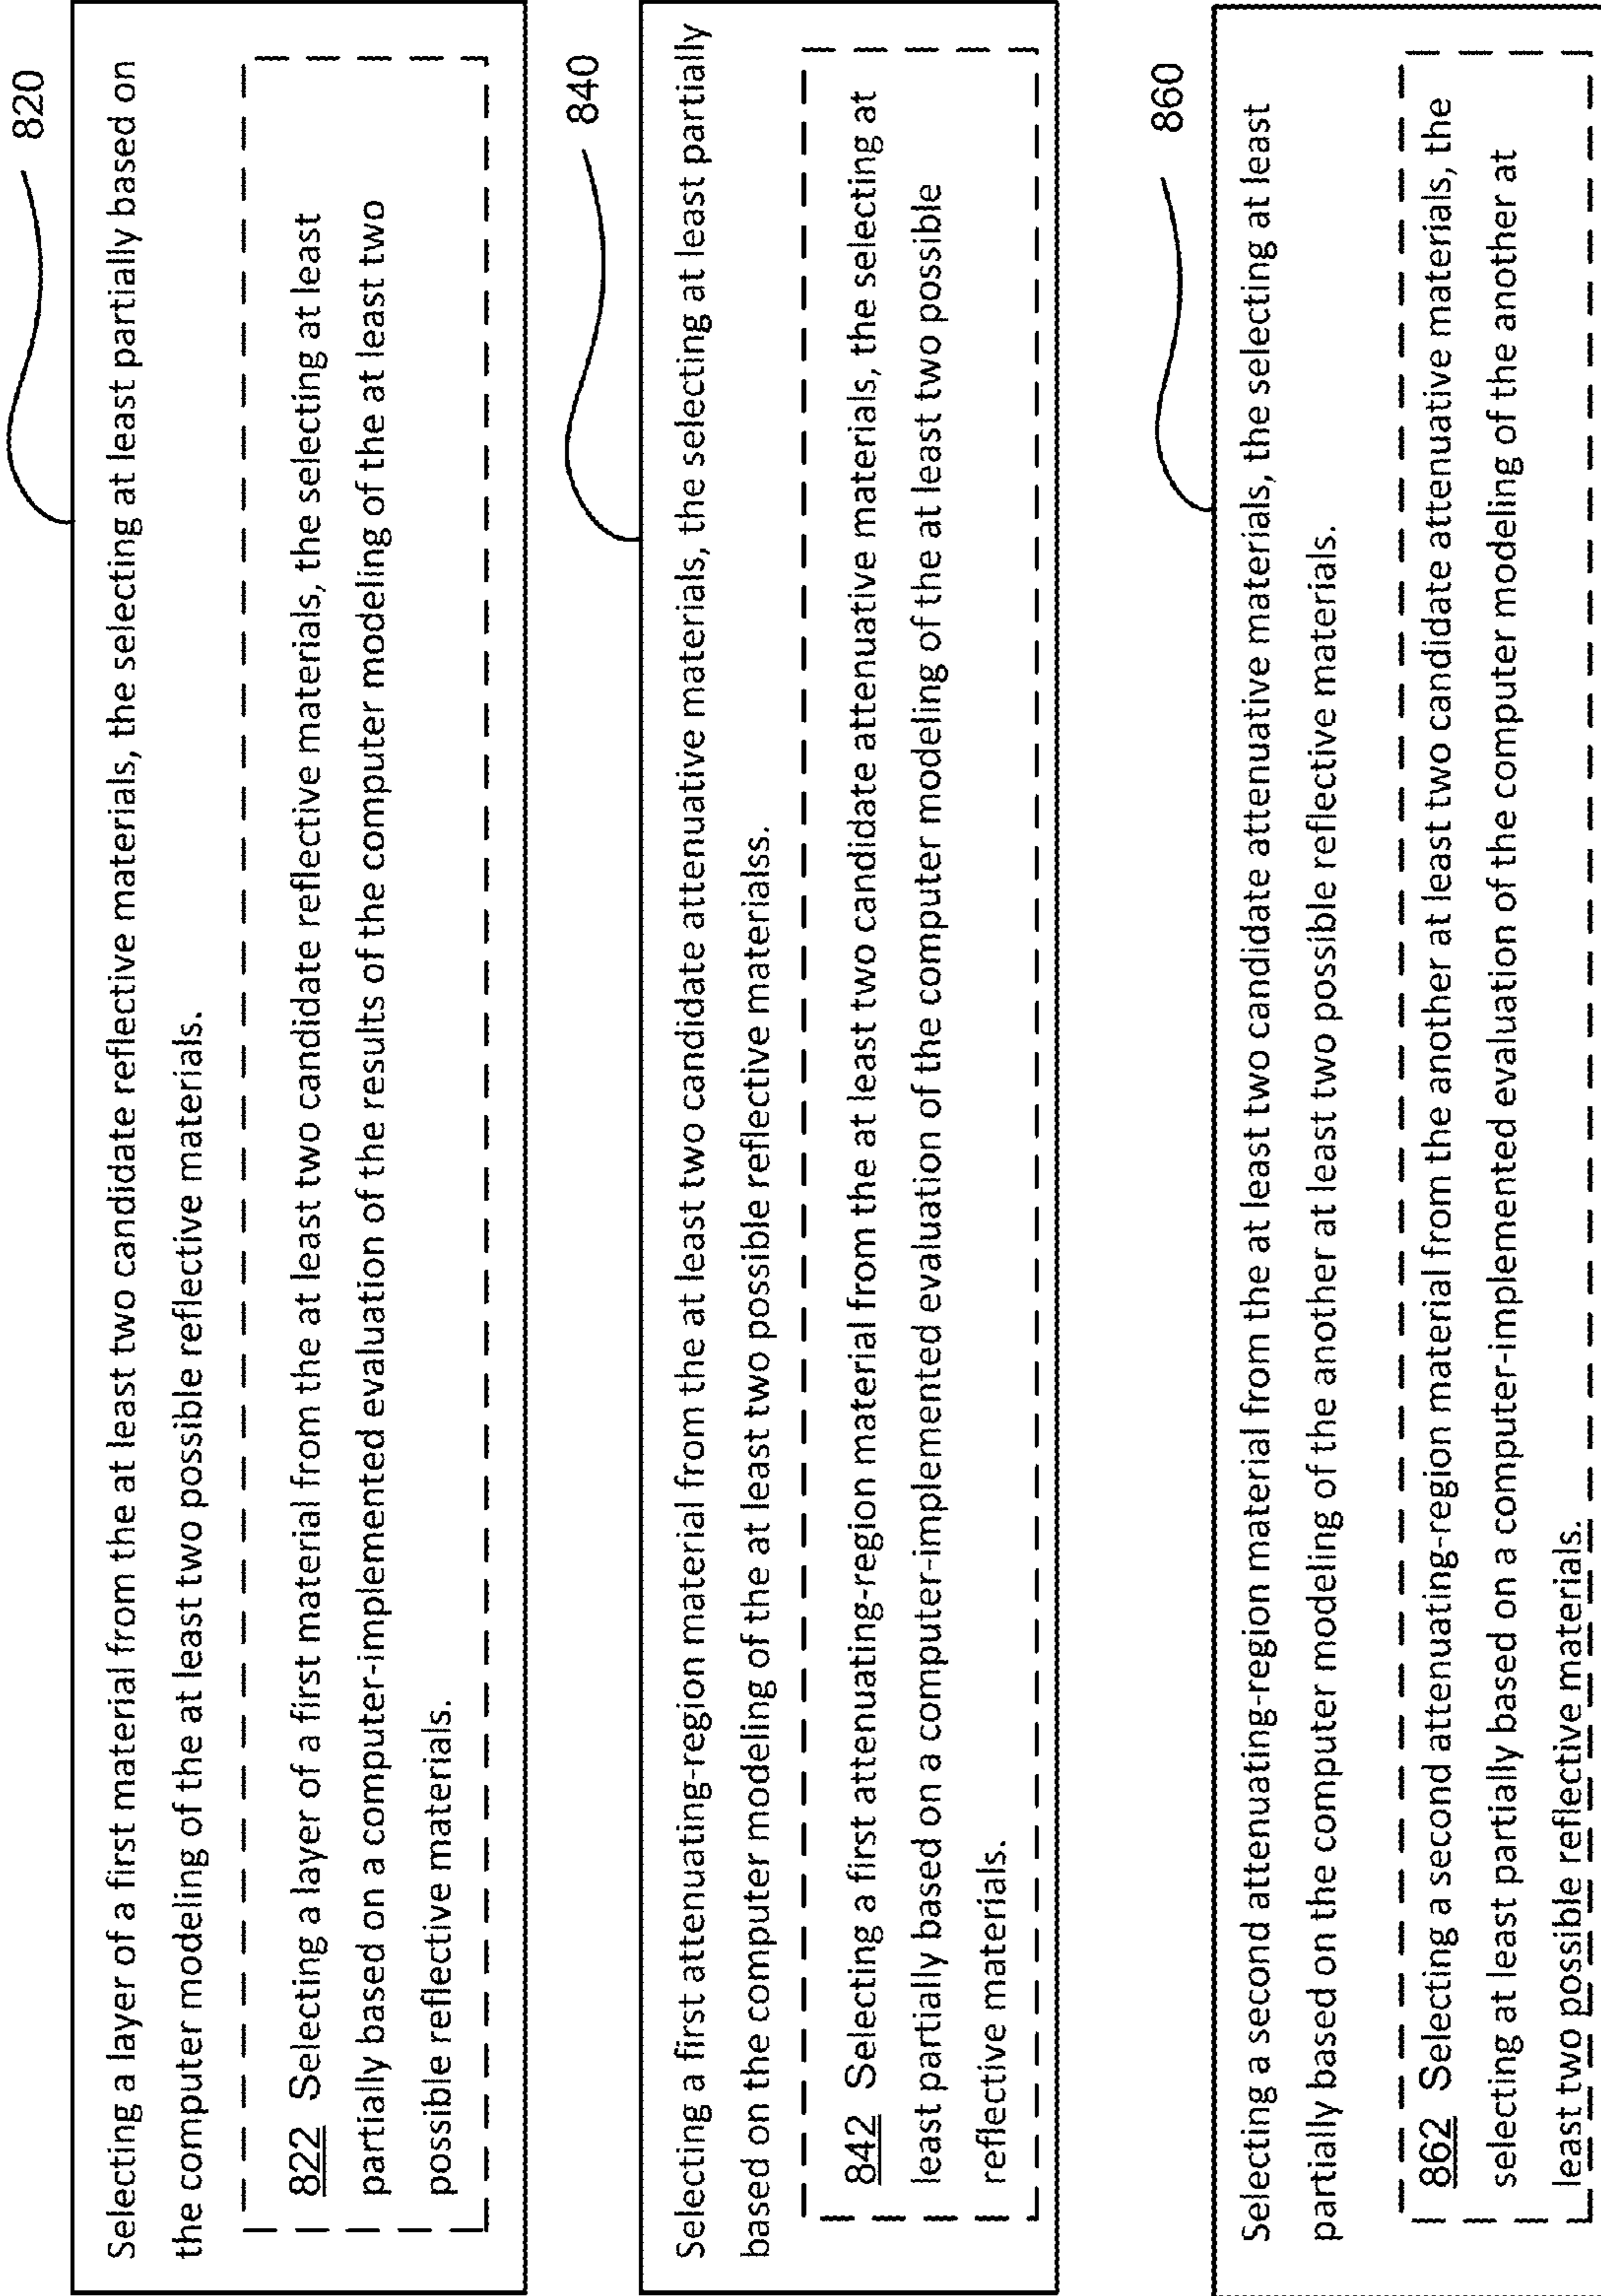 820
Selecting a layer of a first material from the at least two candidate reflective materials, the selecting at least partially based on
the computer modeling of the at least two possible reflective materials.
822 Selecting a layer of a first material from the at least two candidate reflective materials, the selecting at least
partially based on a computer-implemented evaluation of the results of the computer modeling of the at least two
possible reflective materials.
840
Selecting a first attenuating-region material from the at least two candidate attenuative materials, the selecting at least partially
based on the computer modeling of the at least two possible reflective materialss.
842 Selecting a first attenuating-region material from the at least two candidate attenuative materials, the selecting at
least partially based on a computer-implemented evaluation of the computer modeling of the at least two possible
reflective materials.
860
Selecting a second attenuating-region material from the at least two candidate attenuative materials, the selecting at least
partially based on the computer modeling of the another at least two possible reflective materials.
862 Selecting a second attenuating-region material from the another at least two candidate attenuative materials, the
selecting at least partially based on a computer-implemented evaluation of the computer modeling of the another at
least two possible reflective materials.